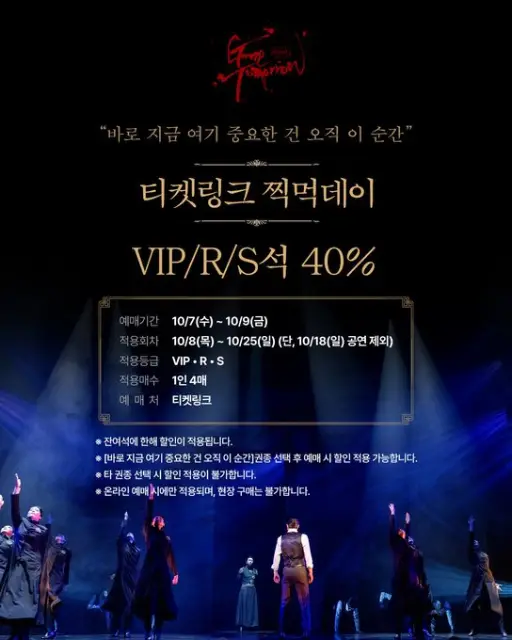 “바로 지금 여기 중요한 건 오직 이 순간”
티켓링크 찍먹데이
VIP/R/S석 40%
예매기간 10/7(수) ~ 10/9(금)
적용회차 10/8(목) ~ 10/25(일) (단, 10/18(일) 공연 제외)
적용등급 VIP • R • S
적용매수 1인 4매
예 매 처 티켓링크
※ 잔여석에 한해 할인이 적용됩니다.
※ [바로 지금 여기 중요한 건 오직 이 순간]권종 선택 후 예매 시 할인 적용 가능합니다.
※ 타 권종 선택 시 할인 적용이 불가합니다.
※ 온라인 예매 시에만 적용되며, 현장 구매는 불가합니다.